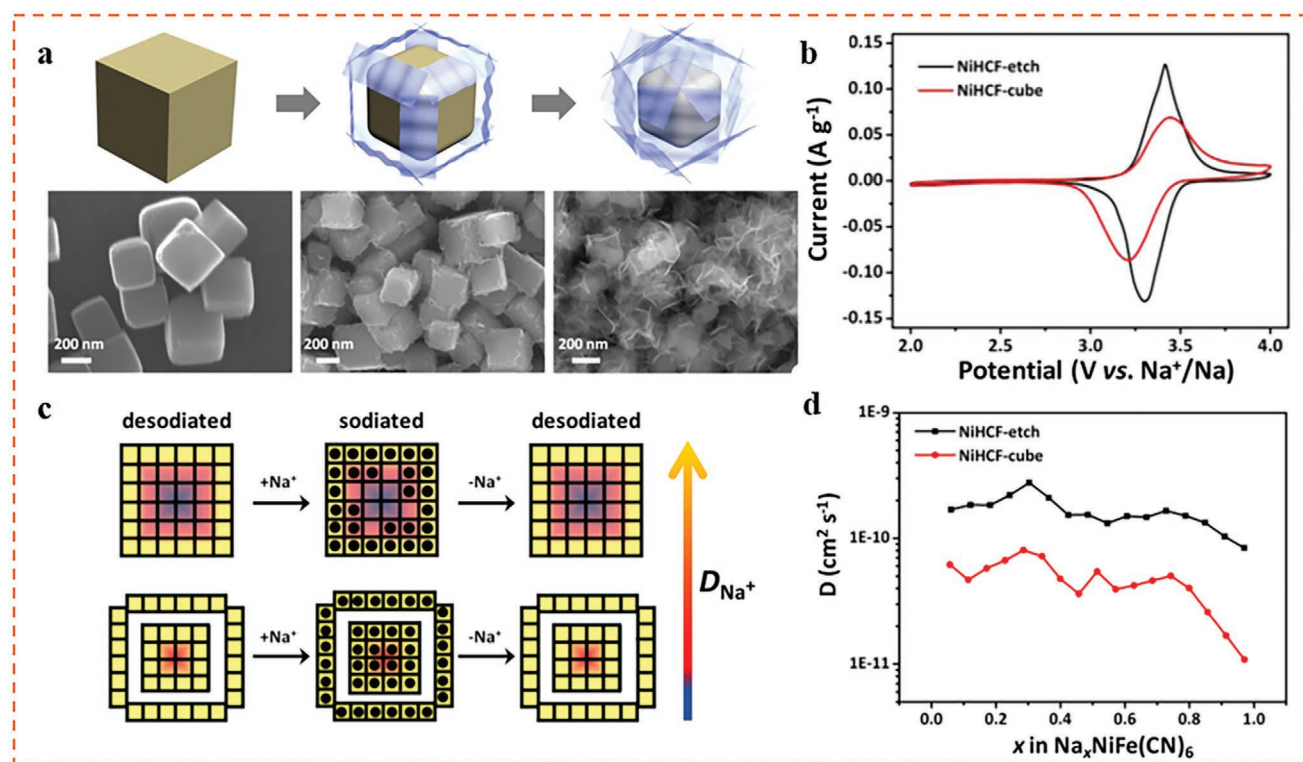 a
200 nm
200 nm
200 nm
b
NiHCF-etch
NiHCF-cube
Current (A g⁻¹)
0.15
0.10
0.05
0.00
-0.05
-0.10
-0.15
2.0
2.5
3.0
3.5
4.0
Potential (V vs. Na⁺/Na)
c
desodiated
sodiated
desodiated
+Na⁺
-Na⁺
+Na⁺
-Na⁺
D_Na⁺
d
NiHCF-etch
NiHCF-cube
D (cm² s⁻¹)
1E-9
1E-10
1E-11
0.0
0.2
0.4
0.6
0.8
1.0
x in NaₓNiFe(CN)₆